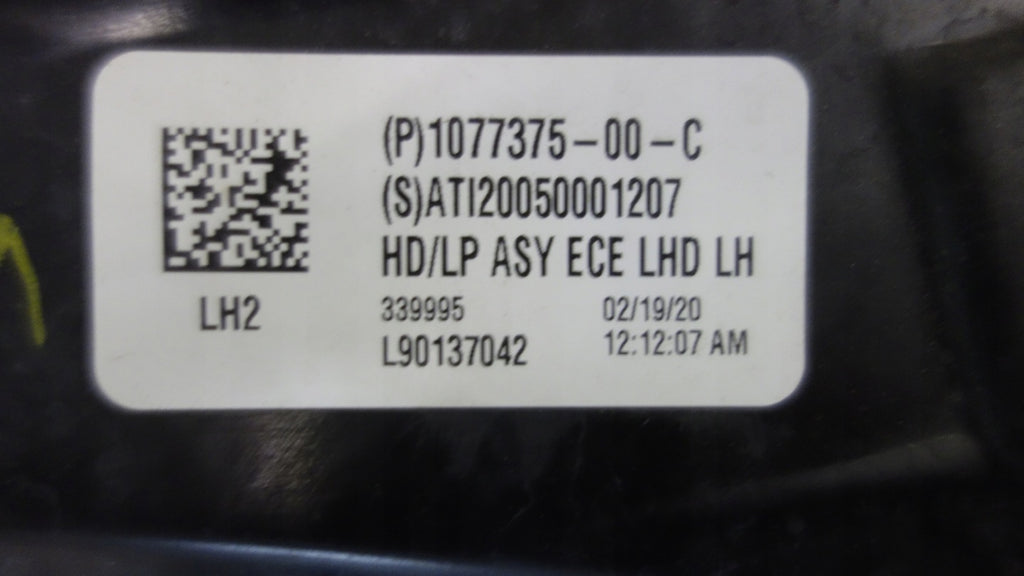 (P)1077375-00-C
(S)ATI20050001207
HD/LP ASY ECE LHD LH
LH2
339995 02/19/20
L90137042 12:12:07 AM